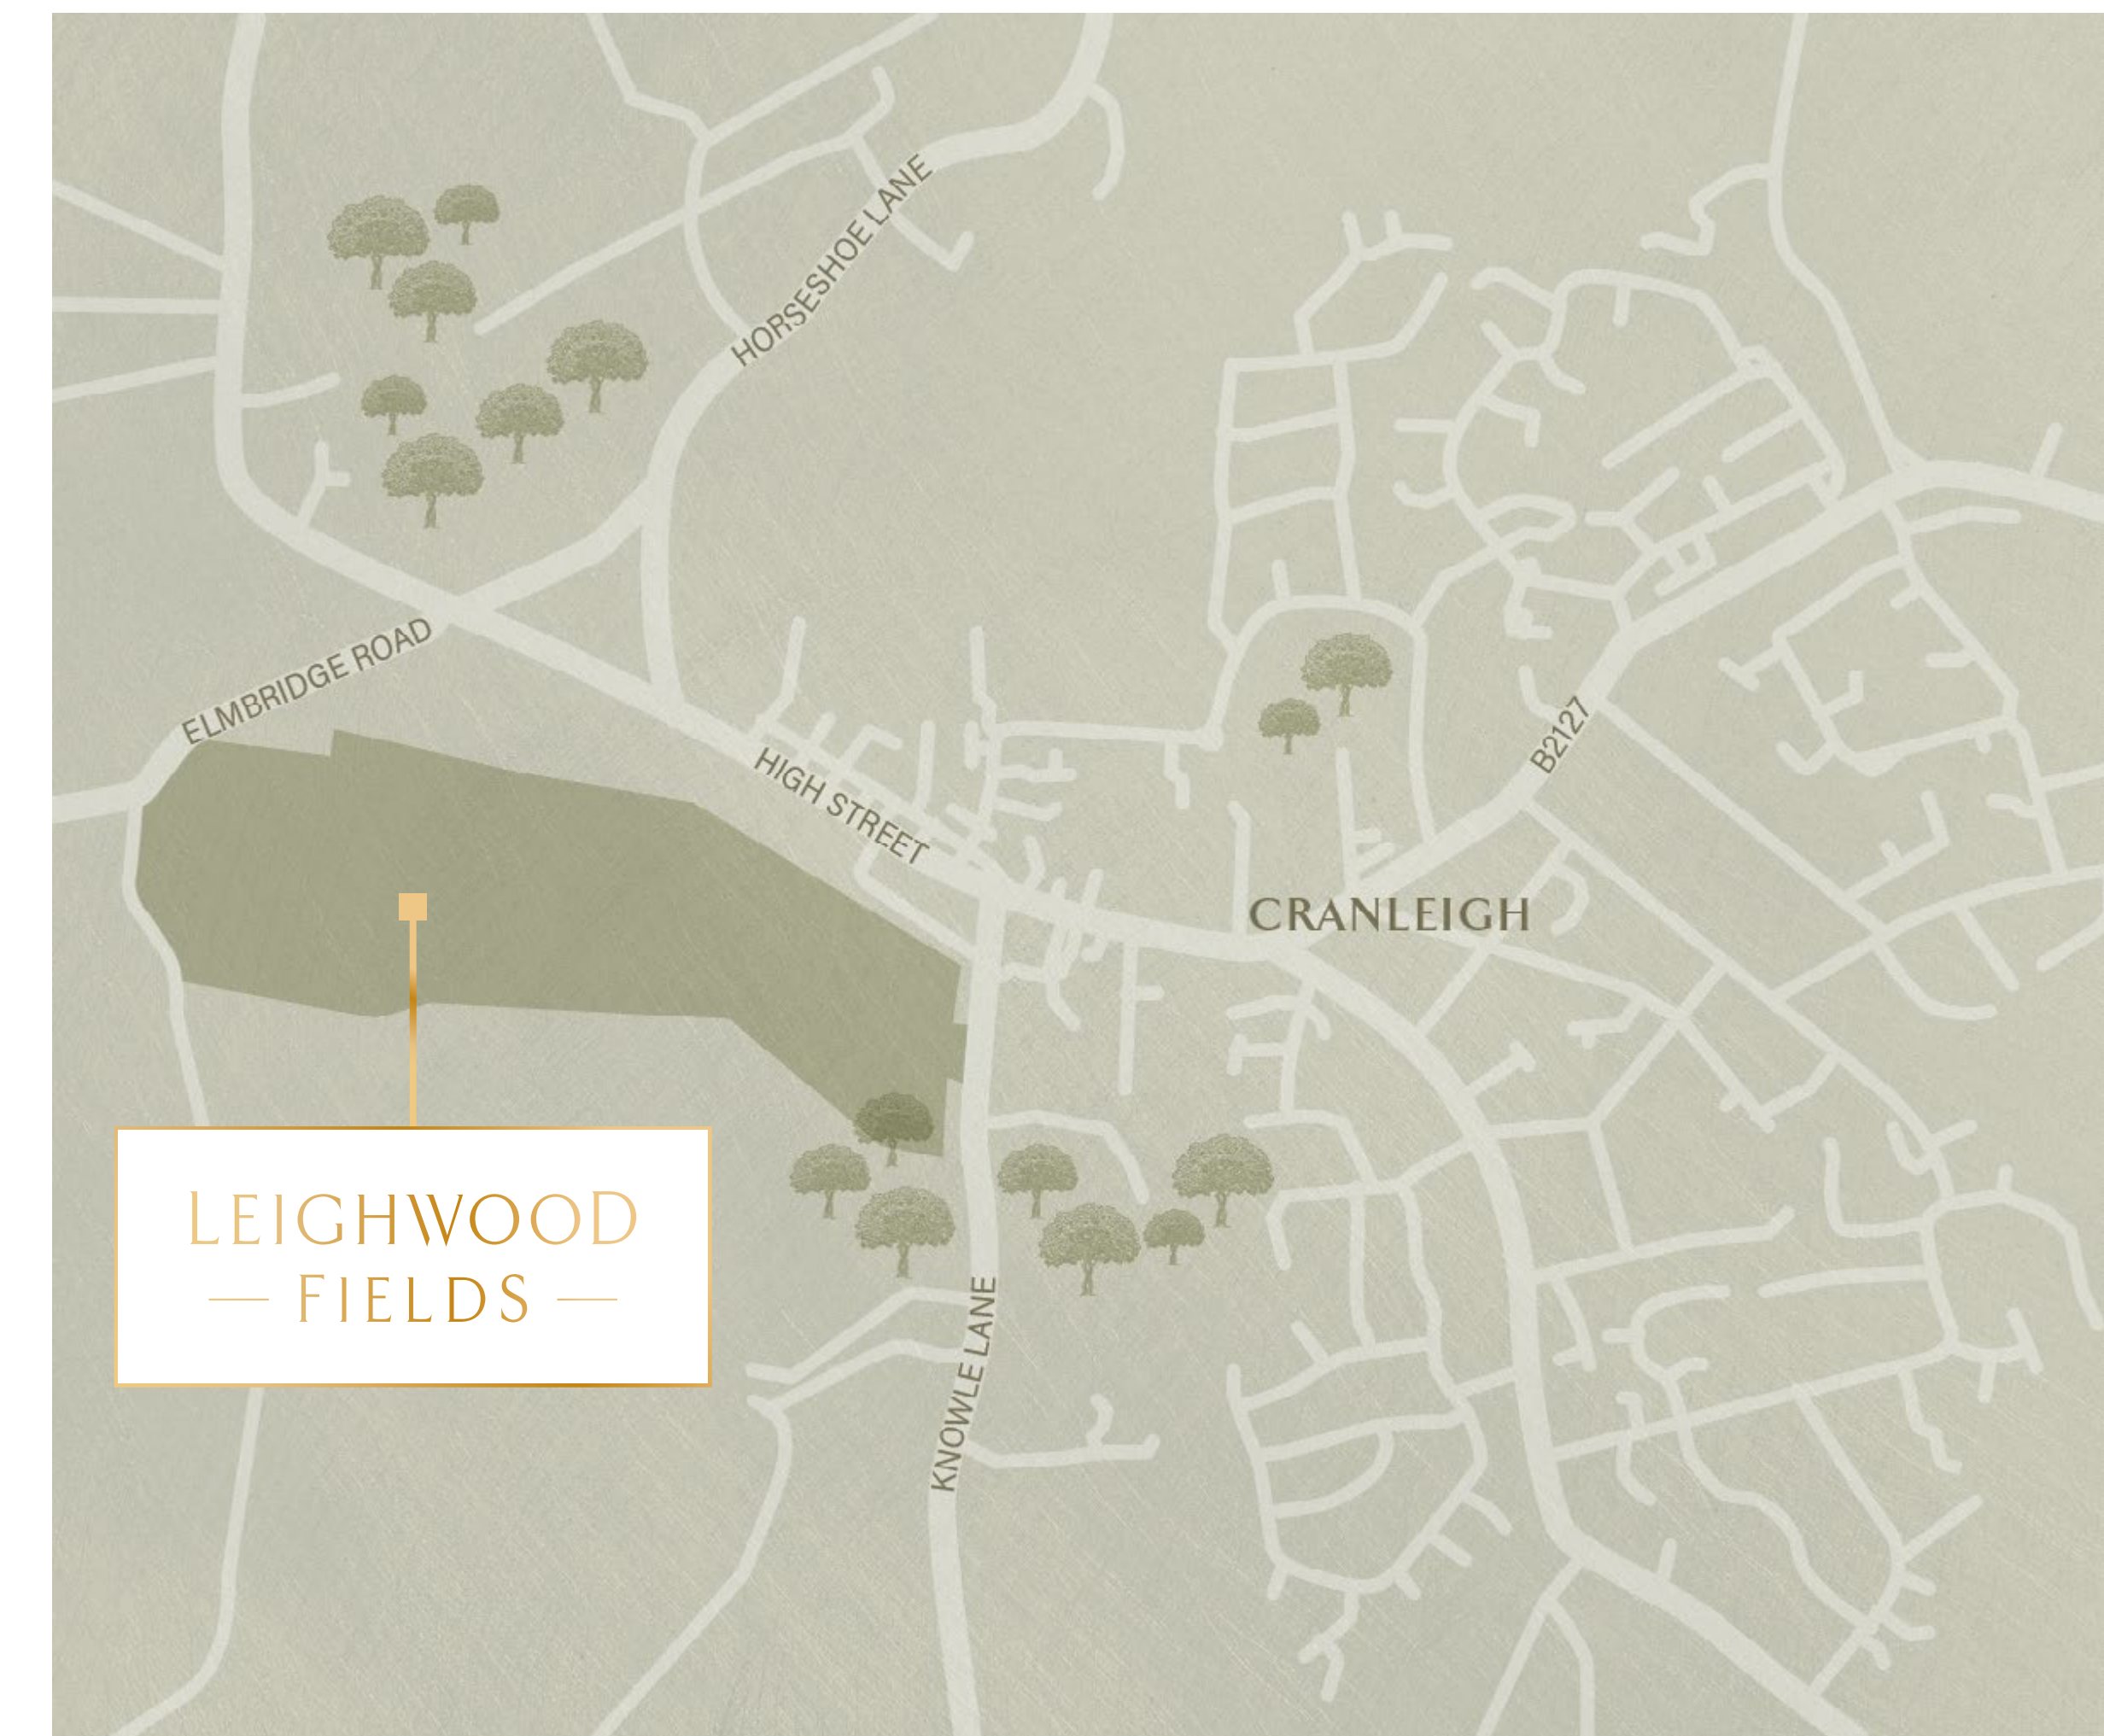 HORSESHOE LANE
ELMBRIDGE ROAD
HIGH STREET
B2127
CRANLEIGH
LEIGHWOOD
FIELDS
KNOWLE LANE